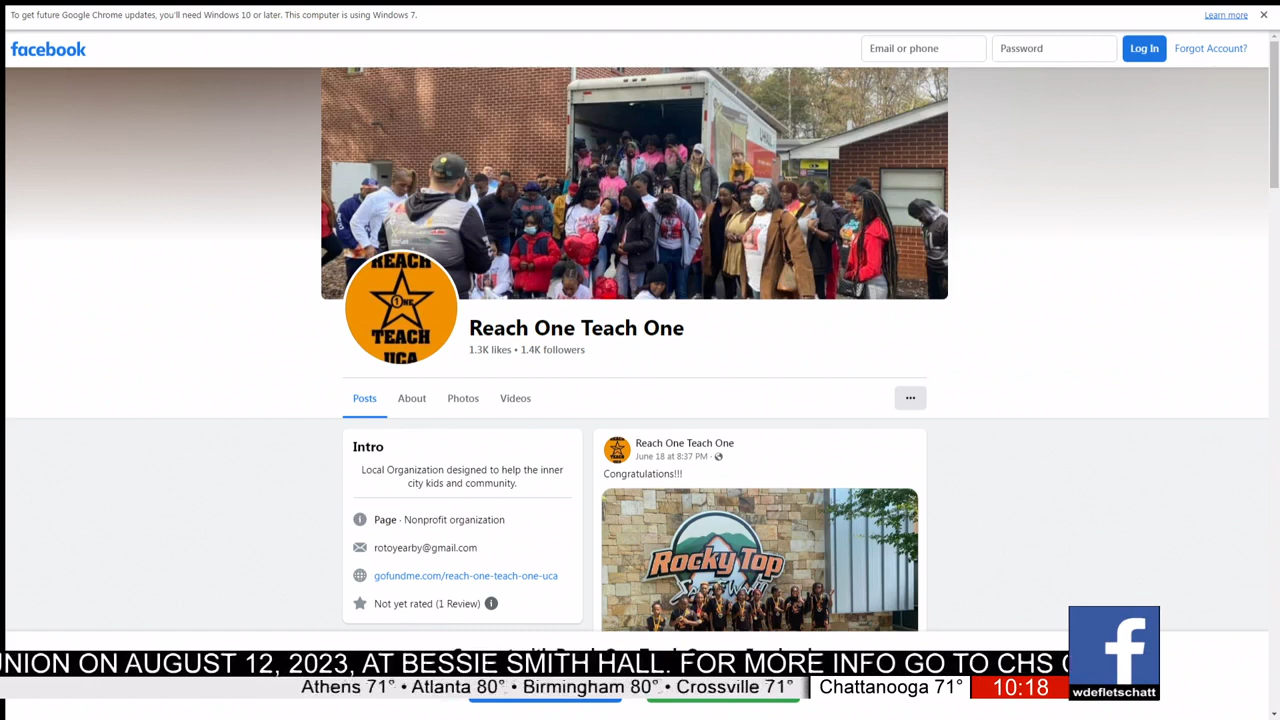 To get future Google Chrome updates, you'll need Windows 10 or later. This computer is using Windows 7.
Learn more
facebook
Email or phone
Password
Log In
Forgot Account?
REACH
ONE
TEACH
UCA
Reach One Teach One
1.3K likes • 1.4K followers
Posts
About
Photos
Videos
Intro
Local Organization designed to help the inner
city kids and community.
Page · Nonprofit organization
rotoyearby@gmail.com
gofundme.com/reach-one-teach-one-uca
Not yet rated (1 Review)
Reach One Teach One
June 18 at 8:37 PM ·
Congratulations!!!
Rocky Top
UNION ON AUGUST 12, 2023, AT BESSIE SMITH HALL. FOR MORE INFO GO TO CHS
Athens 71° • Atlanta 80° • Birmingham 80° • Crossville 71°
Chattanooga 71°
10:18
f
wdefletschatt